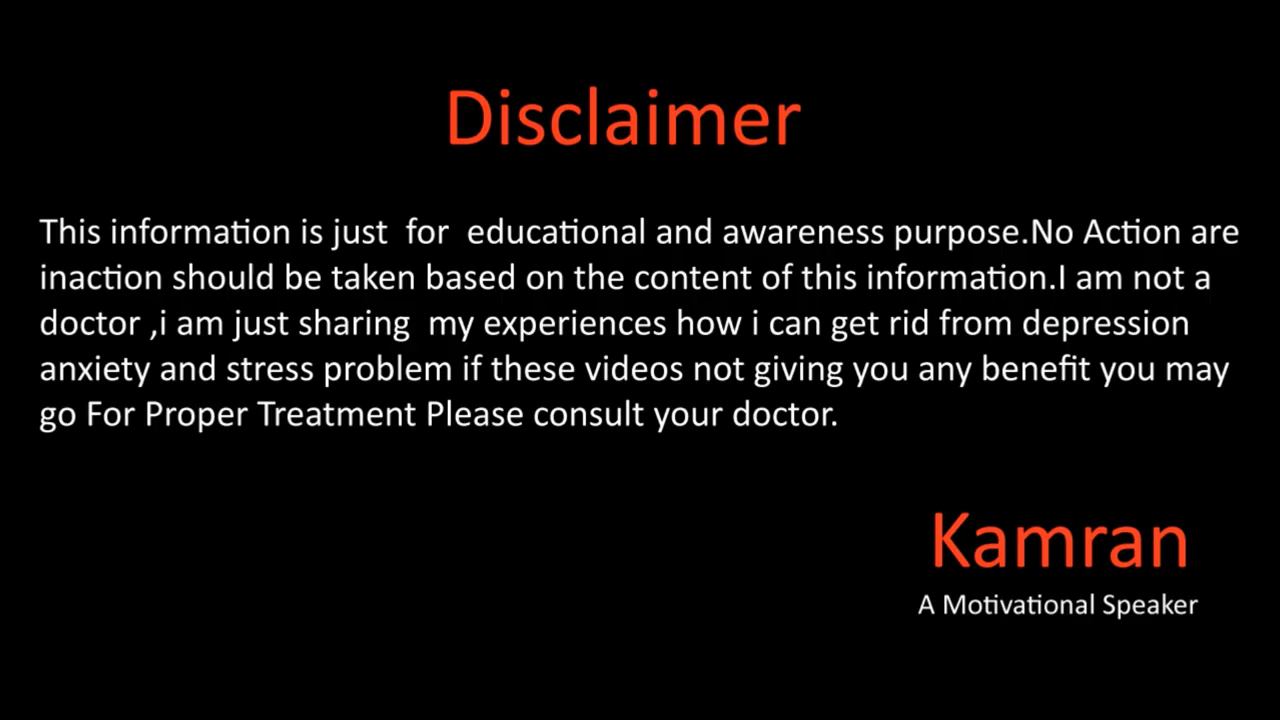 Disclaimer
This information is just  for  educational and awareness purpose.No Action are
inaction should be taken based on the content of this information.I am not a
doctor ,i am just sharing  my experiences how i can get rid from depression
anxiety and stress problem if these videos not giving you any benefit you may
go For Proper Treatment Please consult your doctor.
Kamran
A Motivational Speaker